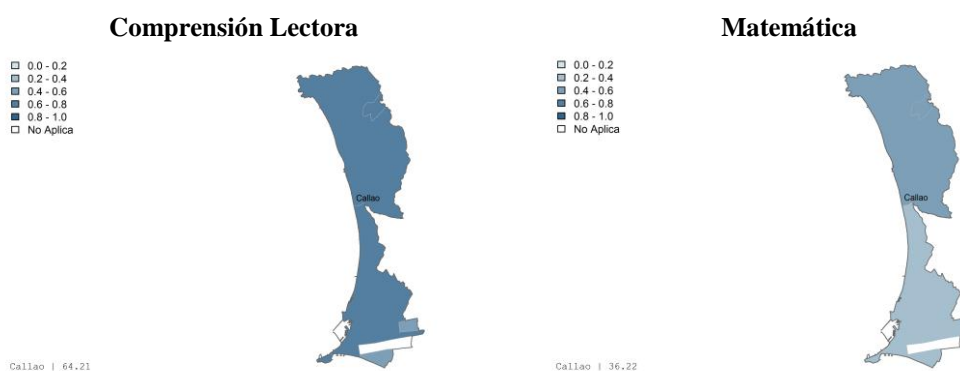 Comprensión Lectora
0.0 - 0.2
0.2 - 0.4
0.4 - 0.6
0.6 - 0.8
0.8 - 1.0
No Aplica
Callao
Callao | 64.21
Matemática
0.0 - 0.2
0.2 - 0.4
0.4 - 0.6
0.6 - 0.8
0.8 - 1.0
No Aplica
Callao
Callao | 36.22